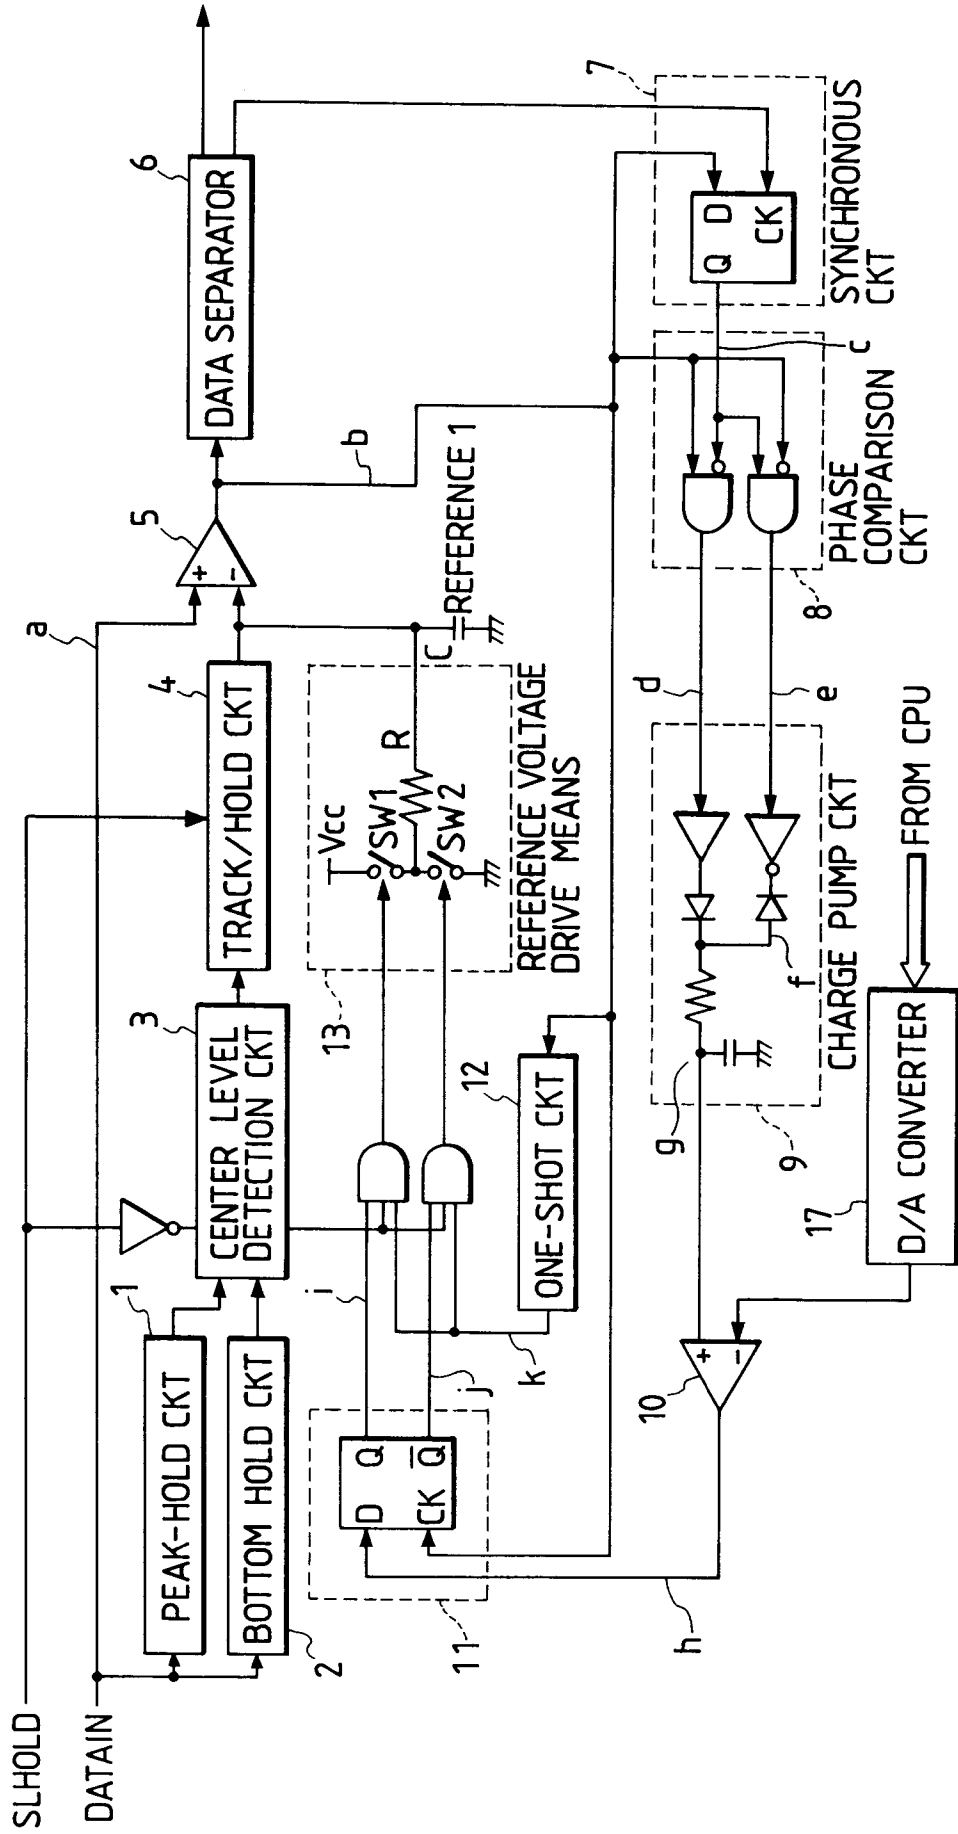 SLHOLD
DATAIN
a
1
PEAK-HOLD CKT
BOTTOM HOLD CKT
2
3
CENTER LEVEL
DETECTION CKT
4
TRACK/HOLD CKT
5
+
−
6
DATA SEPARATOR
b
11
D
Q
CK
Q̅
i
j
k
12
ONE-SHOT CKT
13
Vcc
SW1
SW2
R
C
REFERENCE 1
REFERENCE VOLTAGE
DRIVE MEANS
h
10
+
−
g
9
f
CHARGE PUMP CKT
d
e
8
PHASE
COMPARISON
CKT
c
7
Q
D
CK
SYNCHRONOUS
CKT
17
D/A CONVERTER
FROM CPU